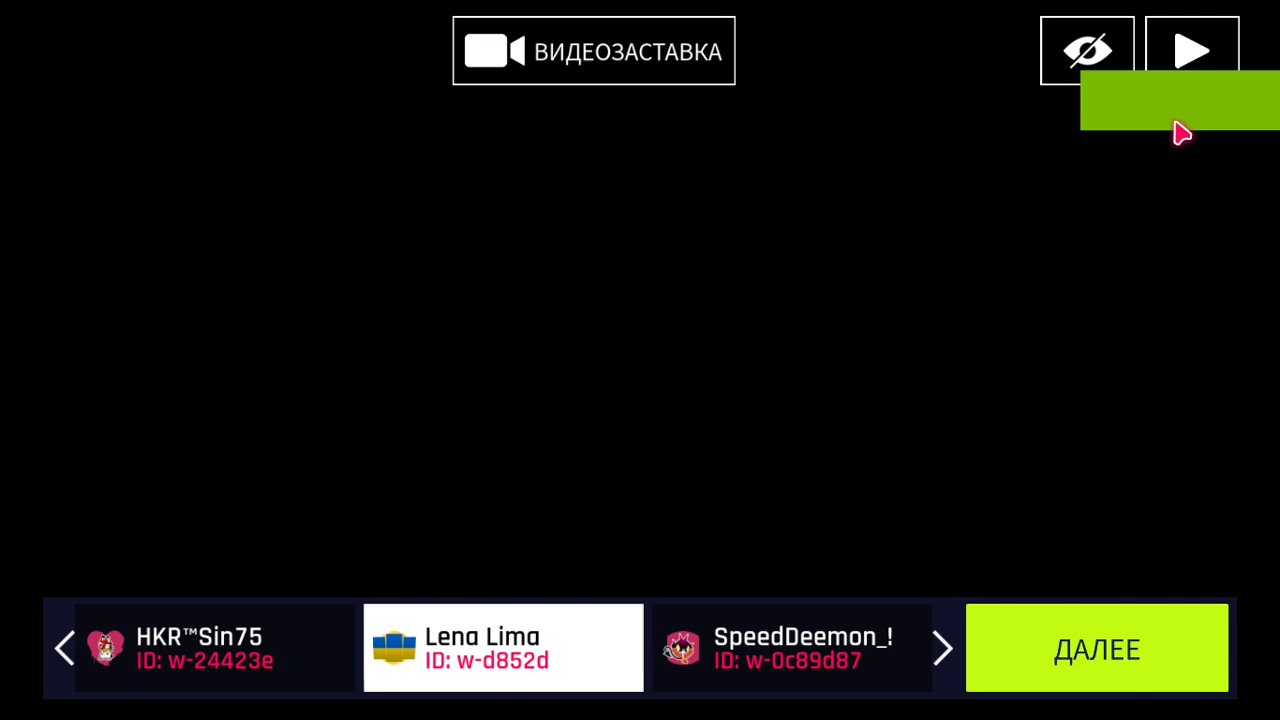 ВИДЕОЗАСТАВКА
HKR™Sin75
ID: w-24423e
Lena Lima
ID: w-d852d
SpeedDeemon_!
ID: w-0c89d87
ДАЛЕЕ